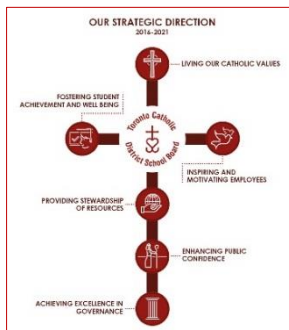 OUR STRATEGIC DIRECTION
2016-2021
LIVING OUR CATHOLIC VALUES
FOSTERING STUDENT
ACHIEVEMENT AND WELL BEING
Toronto Catholic
District School Board
INSPIRING AND
MOTIVATING EMPLOYEES
PROVIDING STEWARDSHIP
OF RESOURCES
ENHANCING PUBLIC
CONFIDENCE
ACHIEVING EXCELLENCE IN
GOVERNANCE